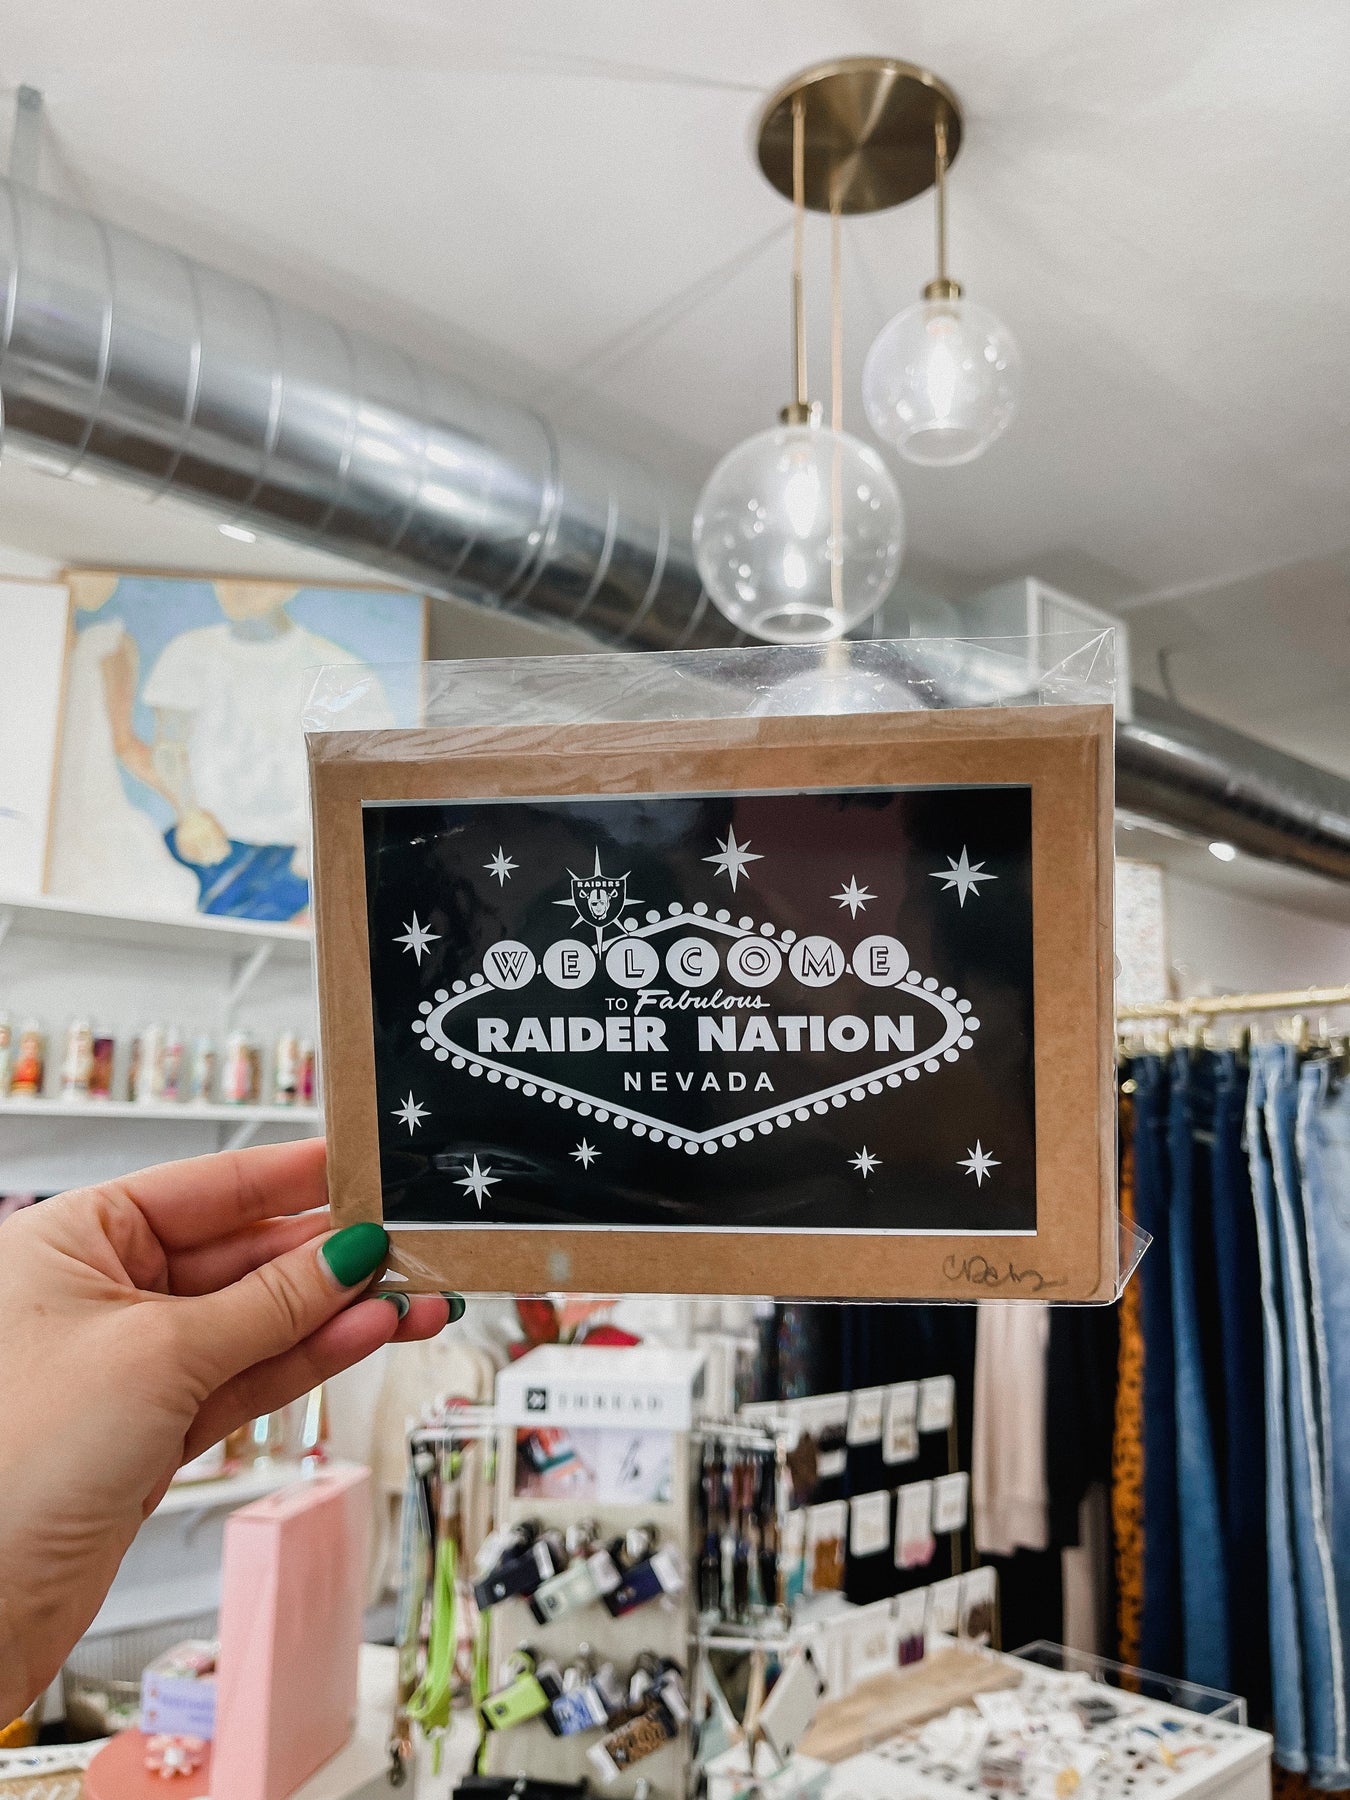 RAIDERS
WELCOME
TO Fabulous
RAIDER NATION
NEVADA
THREAD